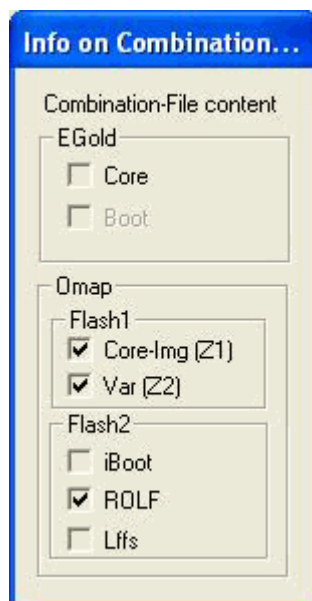 Info on Combination...
Combination-File content
EGold
Core
Boot
Omap
Flash1
Core-Img (Z1)
Var (Z2)
Flash2
iBoot
ROLF
Lffs